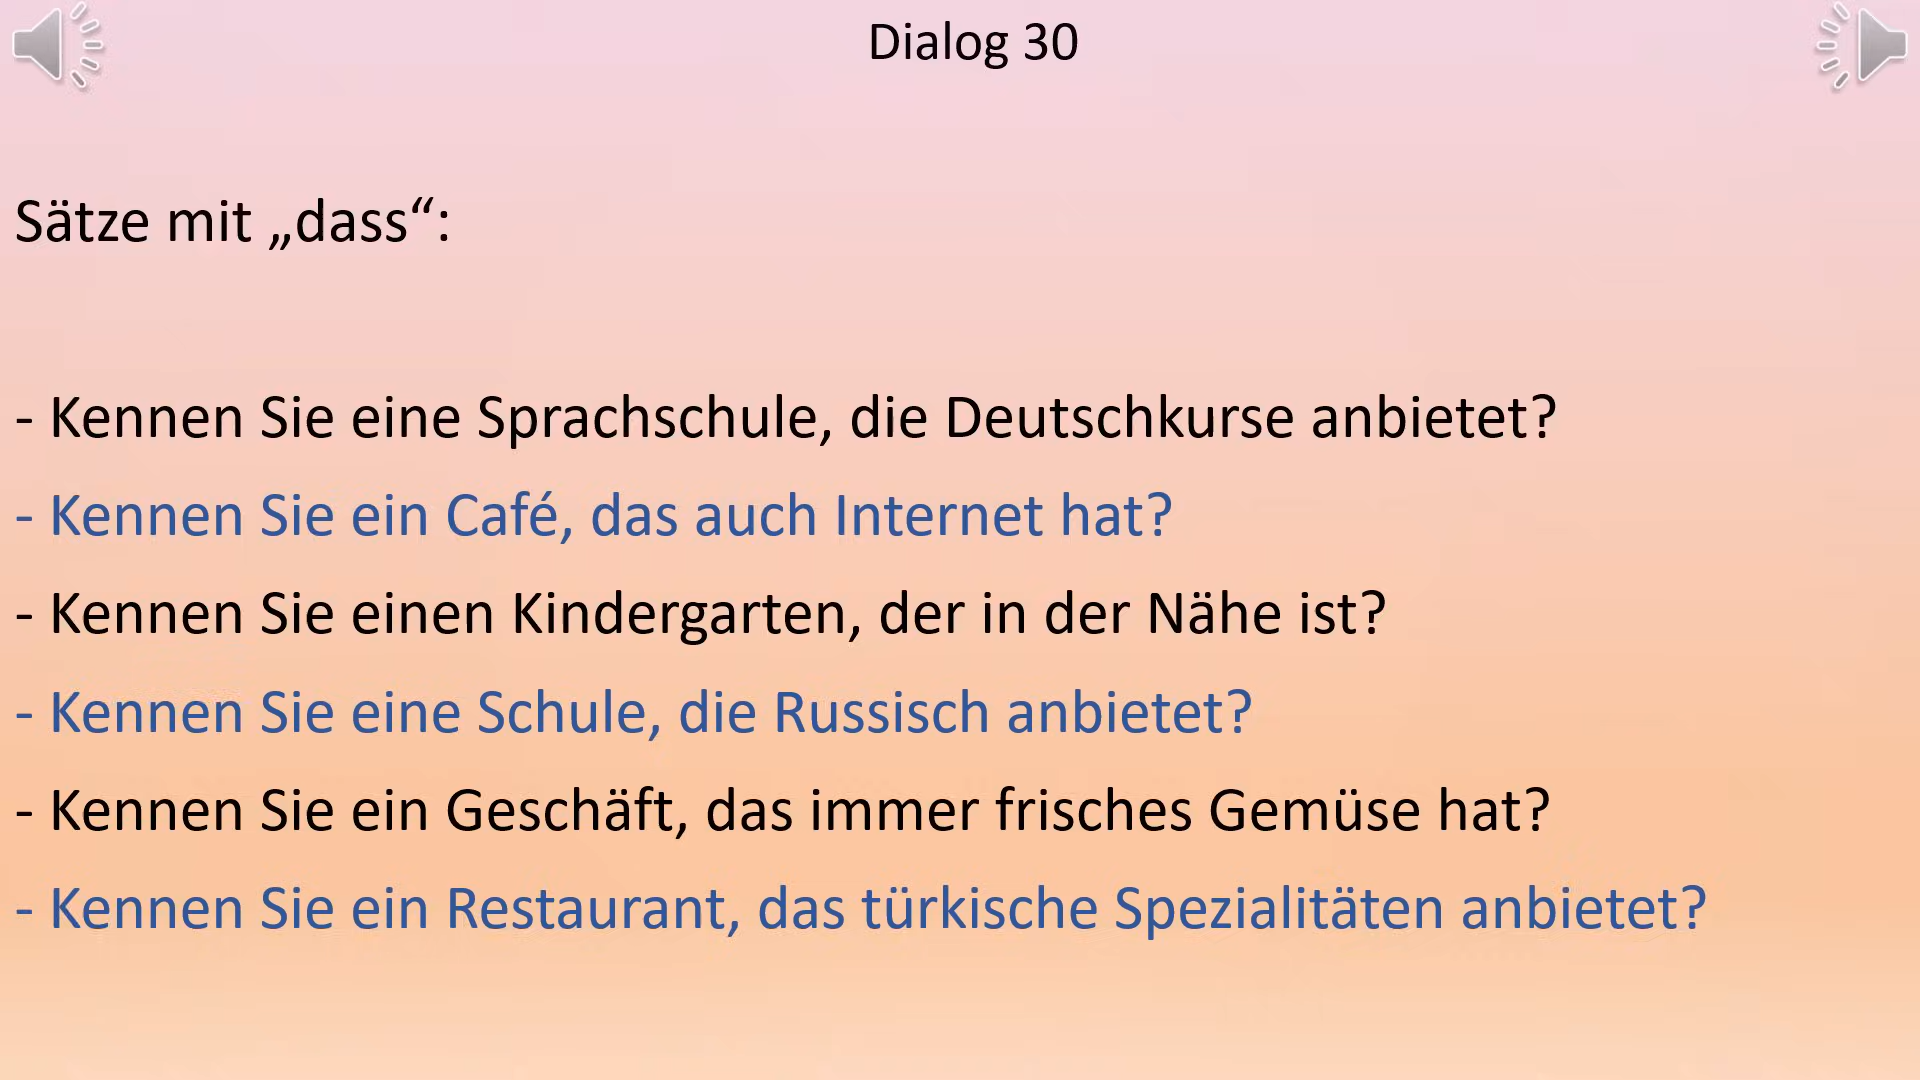 Dialog 30
Sätze mit „dass“:
- Kennen Sie eine Sprachschule, die Deutschkurse anbietet?
- Kennen Sie ein Café, das auch Internet hat?
- Kennen Sie einen Kindergarten, der in der Nähe ist?
- Kennen Sie eine Schule, die Russisch anbietet?
- Kennen Sie ein Geschäft, das immer frisches Gemüse hat?
- Kennen Sie ein Restaurant, das türkische Spezialitäten anbietet?